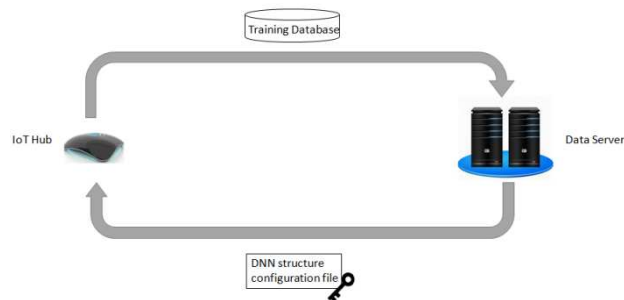 Training Database
IoT Hub
Data Server
DNN structure
configuration file